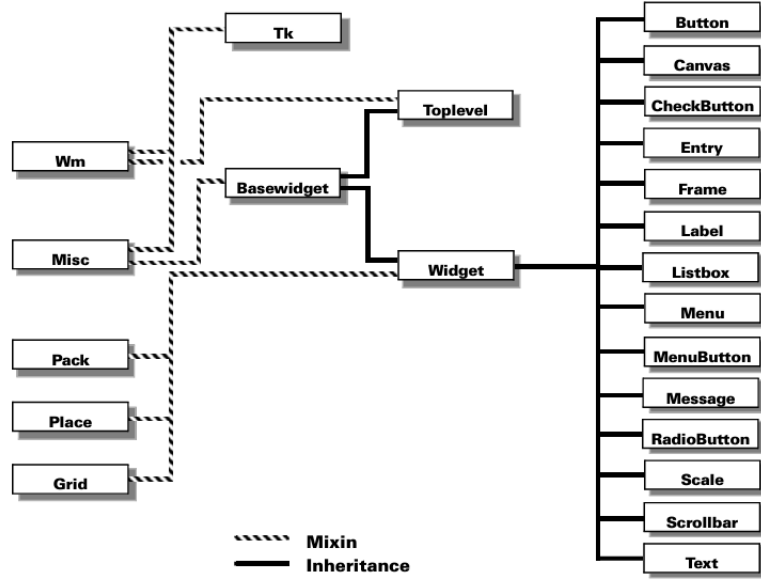 Tk
Wm
Misc
Pack
Place
Grid
Basewidget
Toplevel
Widget
Button
Canvas
CheckButton
Entry
Frame
Label
Listbox
Menu
MenuButton
Message
RadioButton
Scale
Scrollbar
Text
Mixin
Inheritance